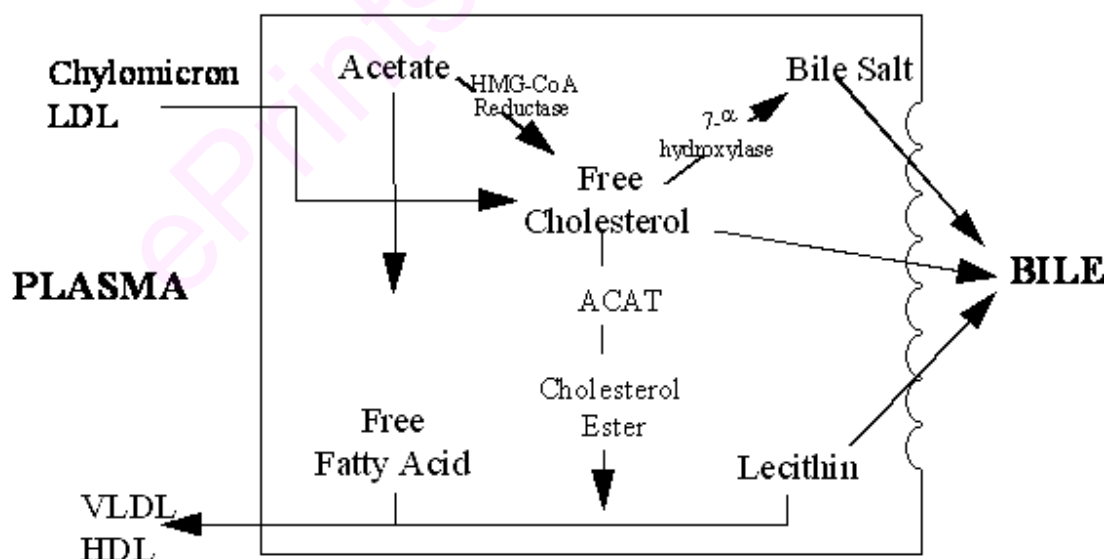 ePrints
Chylomicron
LDL
Acetate
HMG-CoA
Reductase
7-α
hydroxylase
Bile Salt
Free
Cholesterol
PLASMA
BILE
ACAT
Cholesterol
Ester
Free
Fatty Acid
Lecithin
VLDL
HDL